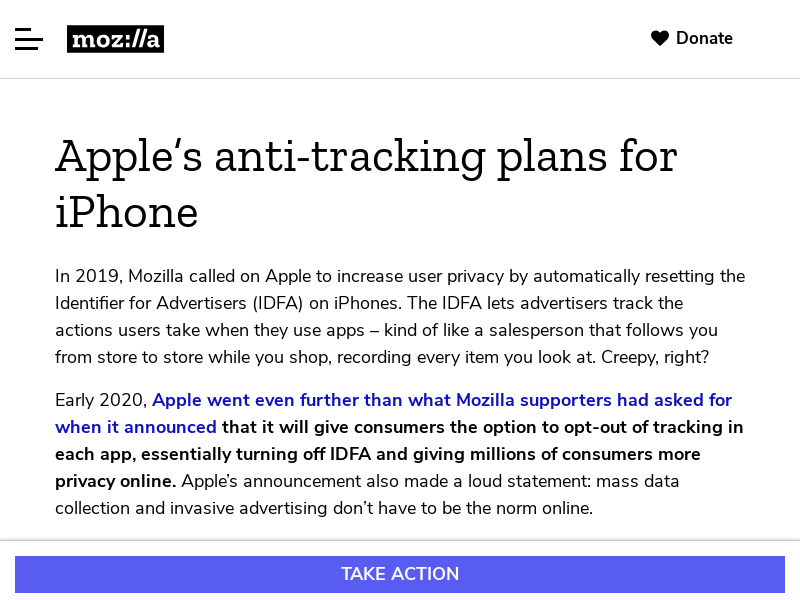 moz://a
Donate
Apple’s anti-tracking plans for
iPhone
In 2019, Mozilla called on Apple to increase user privacy by automatically resetting the
Identifier for Advertisers (IDFA) on iPhones. The IDFA lets advertisers track the
actions users take when they use apps – kind of like a salesperson that follows you
from store to store while you shop, recording every item you look at. Creepy, right?
Early 2020, Apple went even further than what Mozilla supporters had asked for
when it announced that it will give consumers the option to opt-out of tracking in
each app, essentially turning off IDFA and giving millions of consumers more
privacy online. Apple’s announcement also made a loud statement: mass data
collection and invasive advertising don’t have to be the norm online.
TAKE ACTION